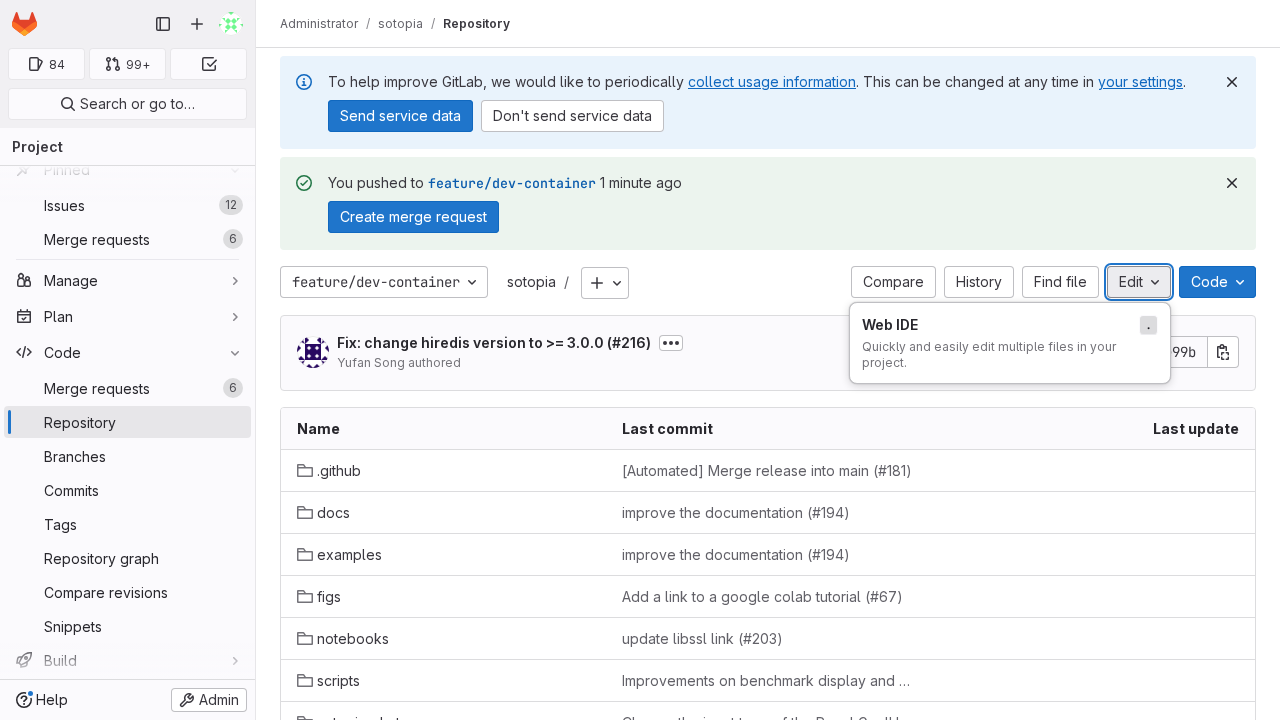 Administrator / sotopia / Repository
84
99+
Search or go to…
Project
Pinned
Issues 12
Merge requests 6
Manage
Plan
Code
Merge requests 6
Repository
Branches
Commits
Tags
Repository graph
Compare revisions
Snippets
Build
Help
Admin
To help improve GitLab, we would like to periodically collect usage information. This can be changed at any time in your settings.
Send service data
Don't send service data
You pushed to feature/dev-container 1 minute ago
Create merge request
feature/dev-container
sotopia /
Compare
History
Find file
Edit
Code
Web IDE .
Quickly and easily edit multiple files in your
project.
Fix: change hiredis version to >= 3.0.0 (#216)
Yufan Song authored
99b
Name Last commit Last update
.github [Automated] Merge release into main (#181)
docs improve the documentation (#194)
examples improve the documentation (#194)
figs Add a link to a google colab tutorial (#67)
notebooks update libssl link (#203)
scripts Improvements on benchmark display and …